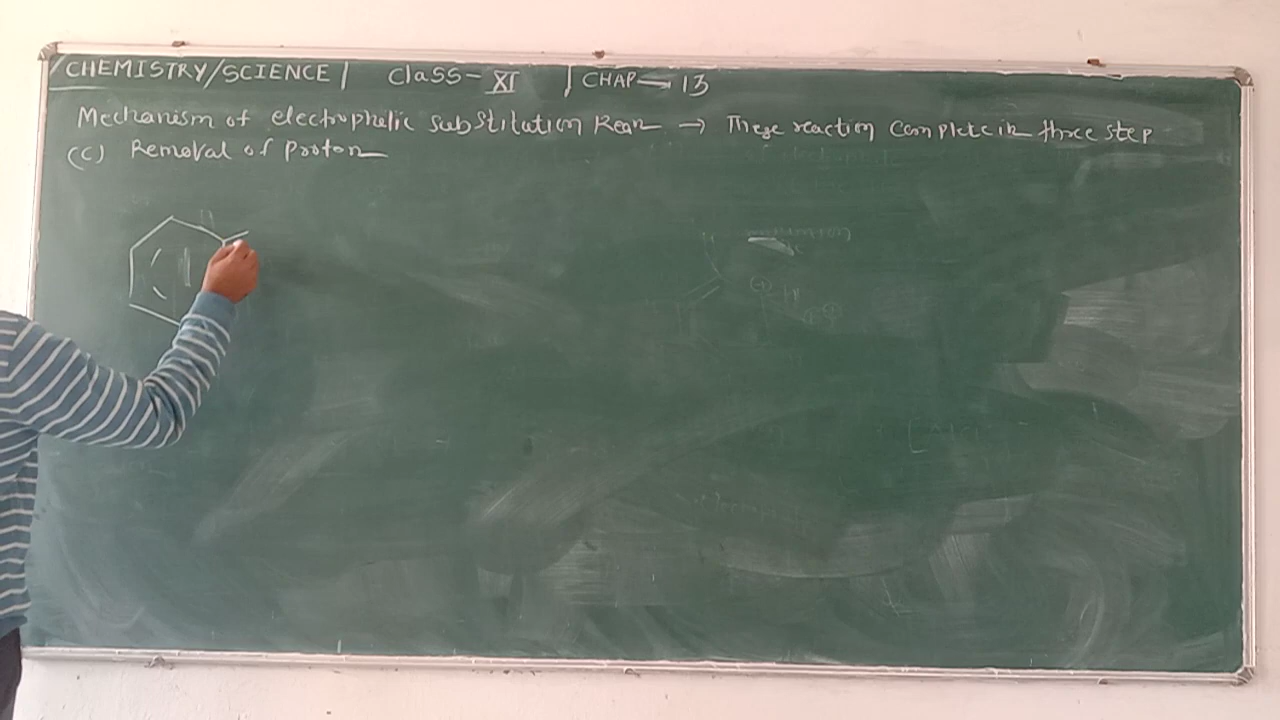 CHEMISTRY/SCIENCE | Class-XI | CHAP → 13
Mechanism of electrophelic substitution Rean → These reaction complete in three step
(C) Removal of proton